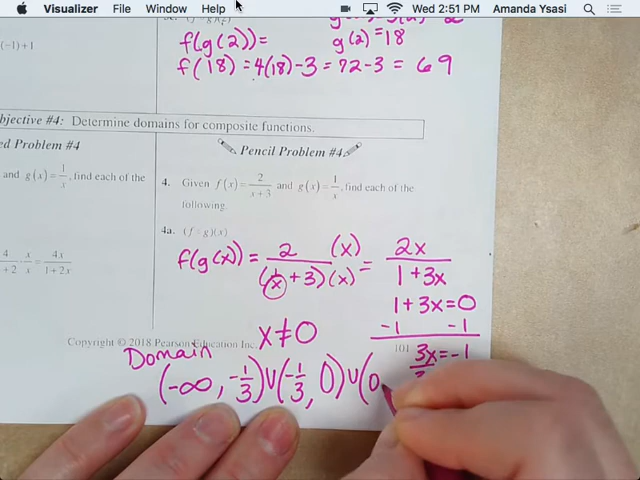 Visualizer File Window Help Wed 2:51 PM Amanda Ysasi
(−1)+1
f(g(2))= g(2)=18
f(18)=4(18)-3=72-3=69
bjective #4: Determine domains for composite functions.
ed Problem #4
Pencil Problem #4
and g(x)=1/x, find each of the
4. Given f(x)=2/(x+3) and g(x)=1/x, find each of the
following.
4a. (f∘g)(x)
f(g(x)) = 2/(1/x+3) (x)/(x) = 2x/(1+3x)
4/+2 · x/x = 4x/(1+2x)
1+3x=0
x≠0
-1 -1
Copyright © 2018 Pearson Education
101
3x=-1
Domain
(-∞, -1/3)∪(-1/3, 0)∪(0